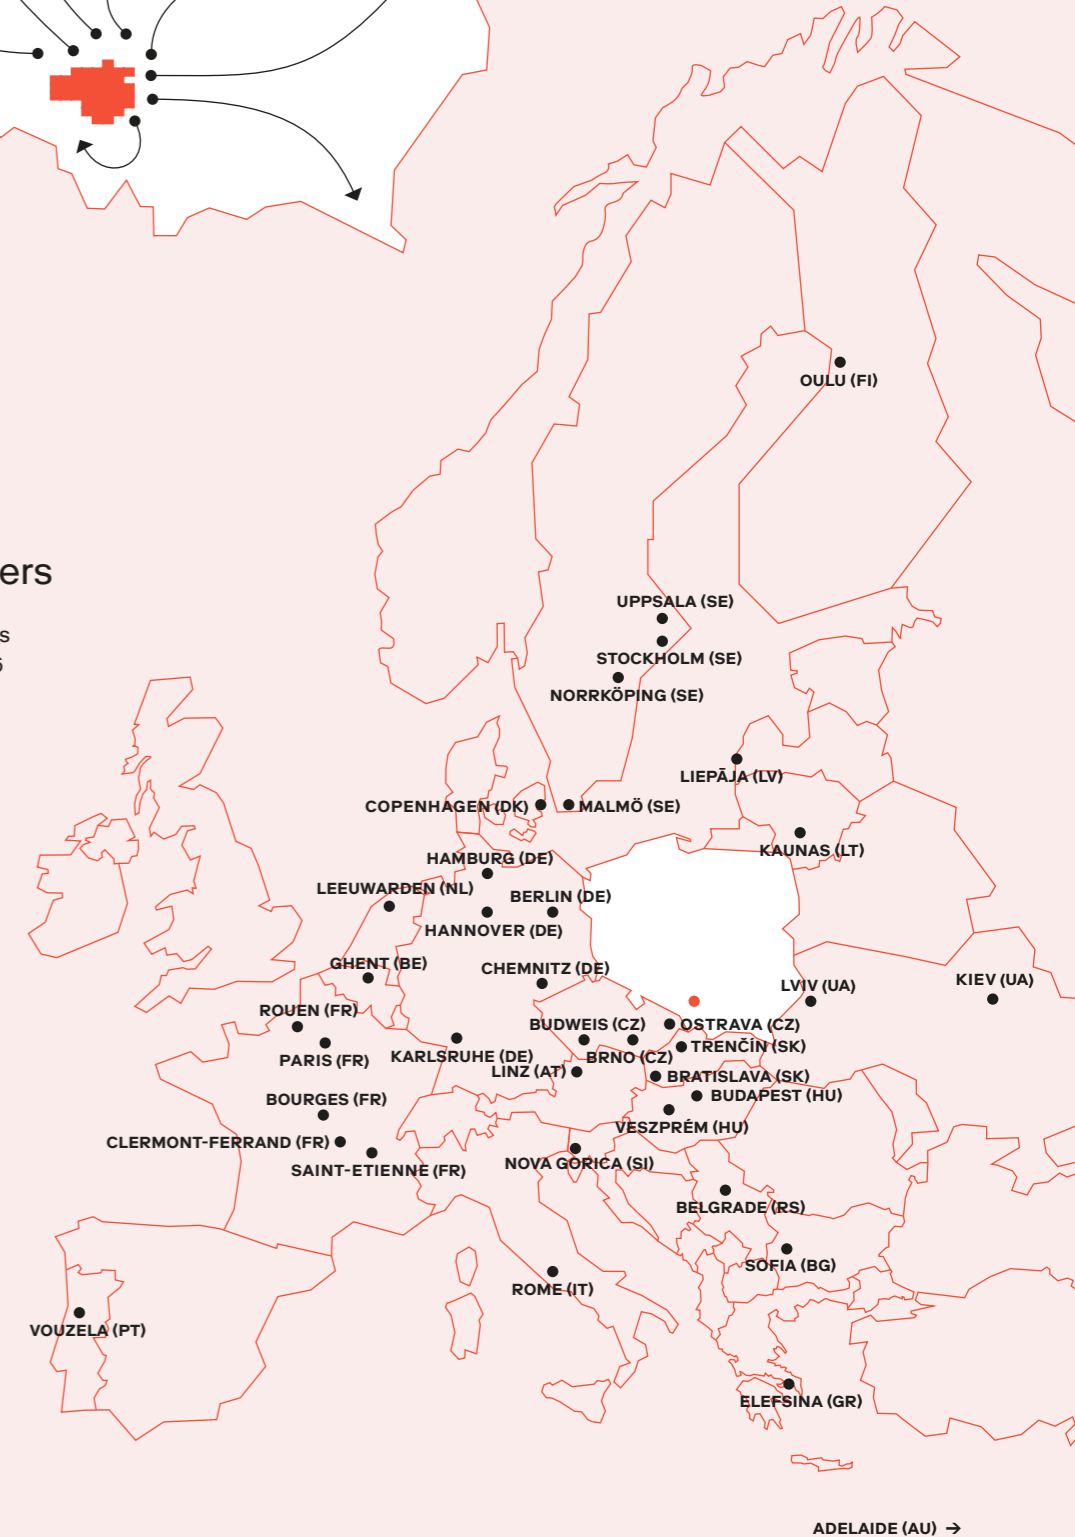 OULU (FI)
ers
UPPSALA (SE)
s
STOCKHOLM (SE)
6
NORRKÖPING (SE)
LIEPĀJA (LV)
COPENHAGEN (DK)
MALMÖ (SE)
KAUNAS (LT)
HAMBURG (DE)
LEEUWARDEN (NL)
BERLIN (DE)
HANNOVER (DE)
GHENT (BE)
CHEMNITZ (DE)
KIEV (UA)
LVIV (UA)
ROUEN (FR)
BUDWEIS (CZ)
OSTRAVA (CZ)
TRENČÍN (SK)
KARLSRUHE (DE)
BRNO (CZ)
PARIS (FR)
LINZ (AT)
BRATISLAVA (SK)
BUDAPEST (HU)
BOURGES (FR)
VESZPRÉM (HU)
CLERMONT-FERRAND (FR)
NOVA GORICA (SI)
SAINT-ETIENNE (FR)
BELGRADE (RS)
SOFIA (BG)
ROME (IT)
VOUZELA (PT)
ELEFSINA (GR)
ADELAIDE (AU) →